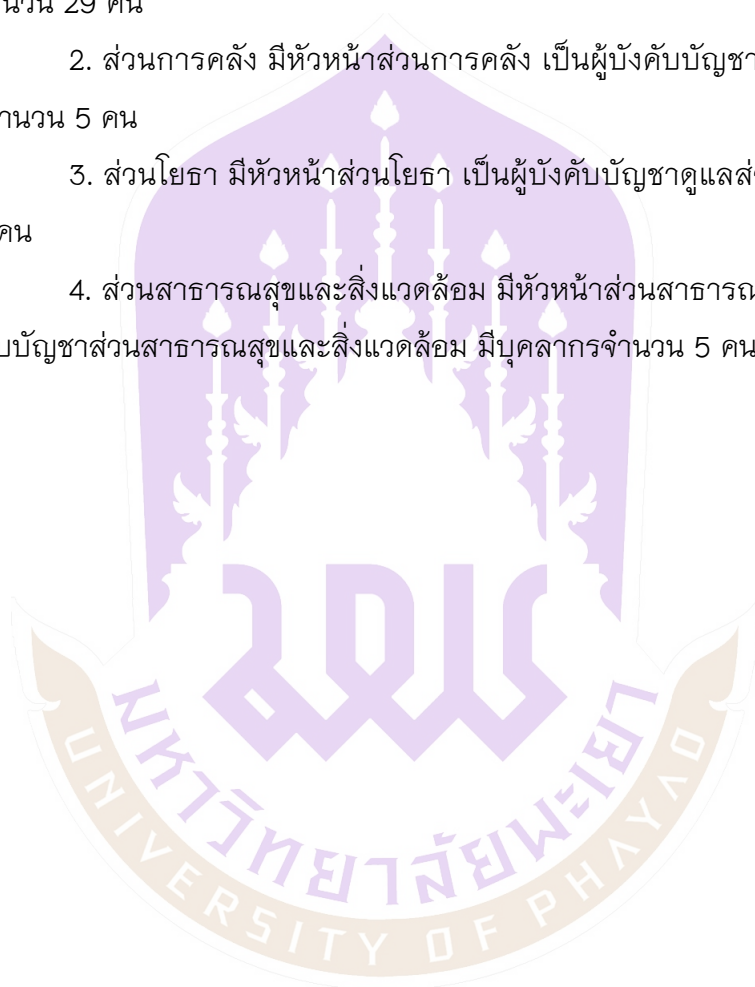 นวน 29 คน
2. ส่วนการคลัง มีหัวหน้าส่วนการคลัง เป็นผู้บังคับบัญชา
จำนวน 5 คน
3. ส่วนโยธา มีหัวหน้าส่วนโยธา เป็นผู้บังคับบัญชาดูแลส่
คน
4. ส่วนสาธารณสุขและสิ่งแวดล้อม มีหัวหน้าส่วนสาธารณ
บบัญชาส่วนสาธารณสุขและสิ่งแวดล้อม มีบุคลากรจำนวน 5 คน
มหาวิทยาลัยพะเยา
UNIVERSITY OF PHAYAO